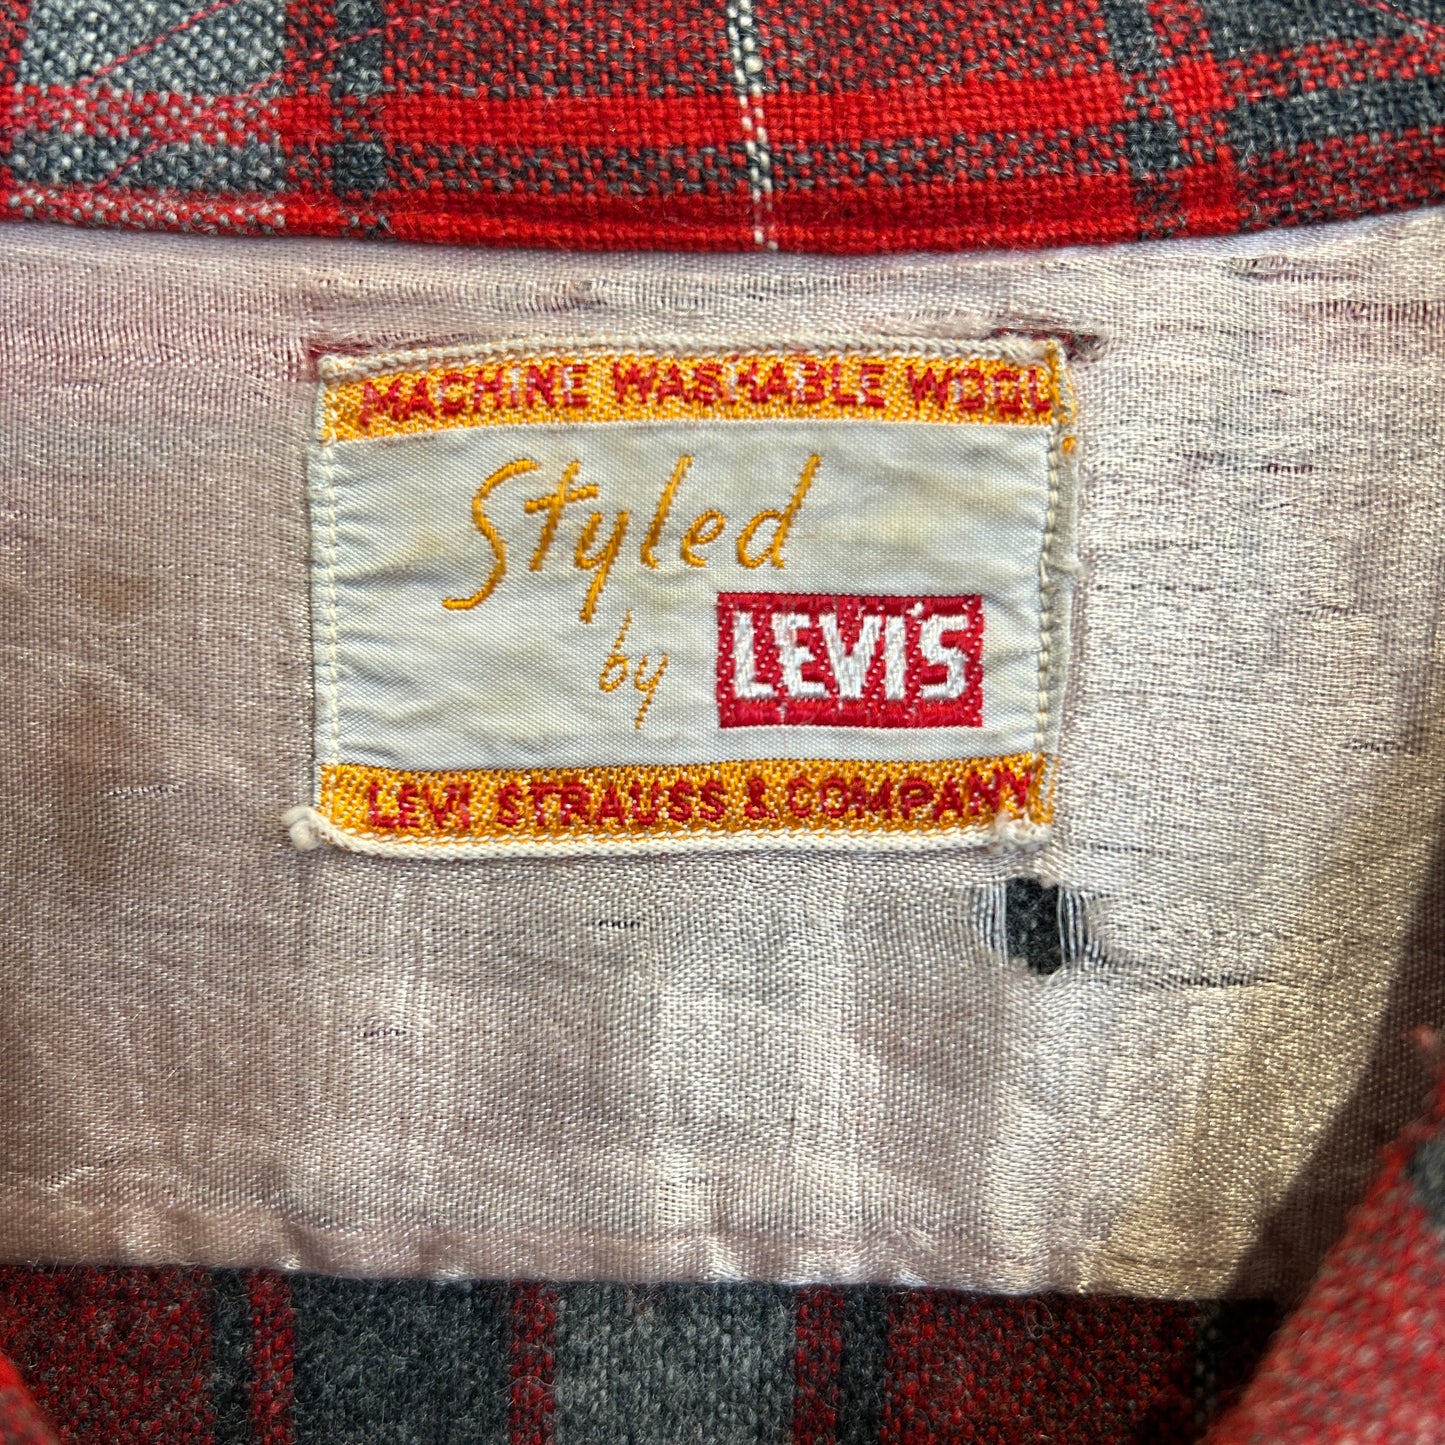 MACHINE WASHABLE WOOL
Styled
by LEVI'S
LEVI STRAUSS & COMPANY